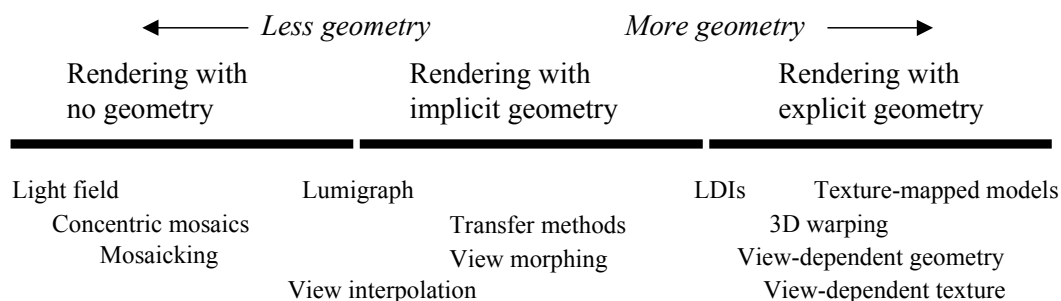 Less geometry More geometry
Rendering with Rendering with Rendering with
no geometry implicit geometry explicit geometry
Light field Lumigraph LDIs Texture-mapped models
Concentric mosaics Transfer methods 3D warping
Mosaicking View morphing View-dependent geometry
View interpolation View-dependent texture